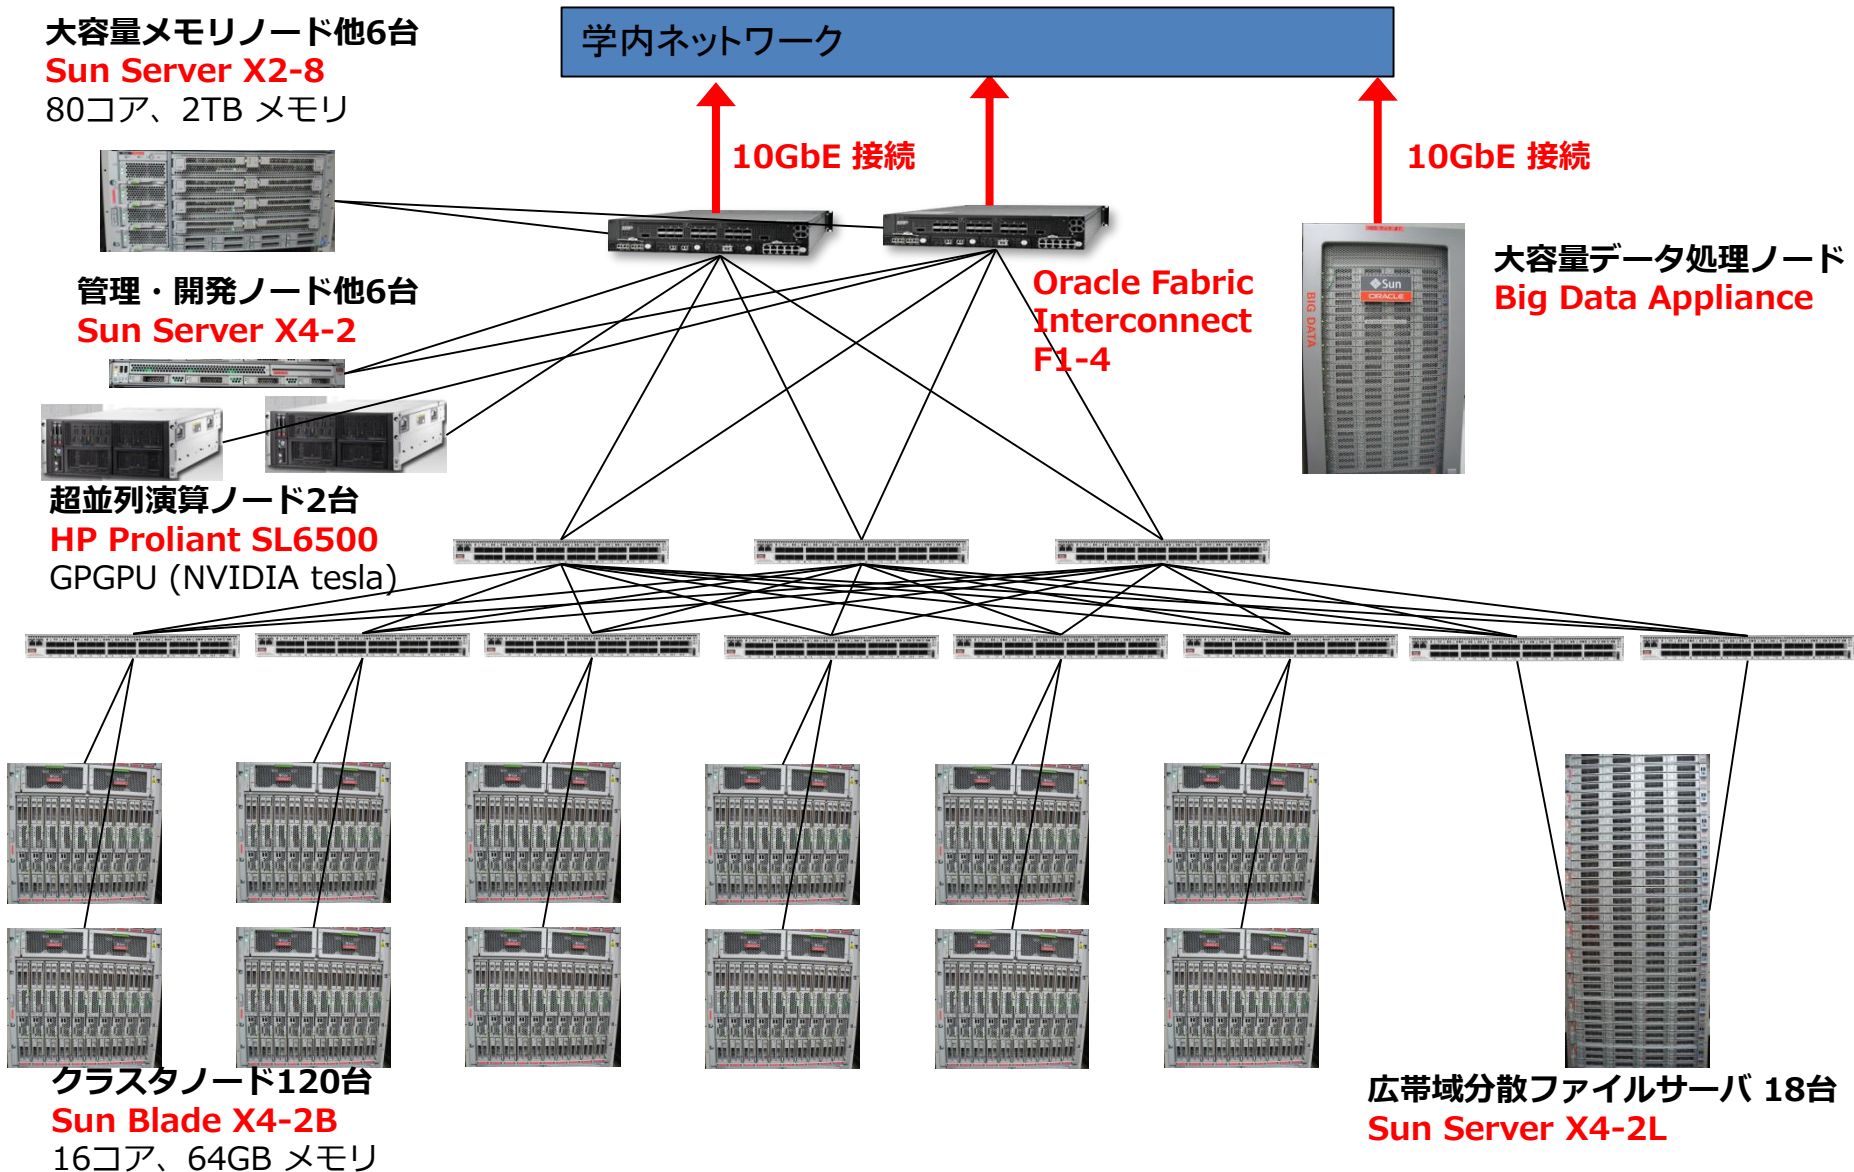 大容量メモリノード他6台
Sun Server X2-8
80コア、2TB メモリ
学内ネットワーク
10GbE 接続
10GbE 接続
管理・開発ノード他6台
Sun Server X4-2
Oracle Fabric
Interconnect
F1-4
大容量データ処理ノード
Big Data Appliance
Sun
ORACLE
BIG DATA
超並列演算ノード2台
HP Proliant SL6500
GPGPU (NVIDIA tesla)
クラスタノード120台
Sun Blade X4-2B
16コア、64GB メモリ
広帯域分散ファイルサーバ 18台
Sun Server X4-2L